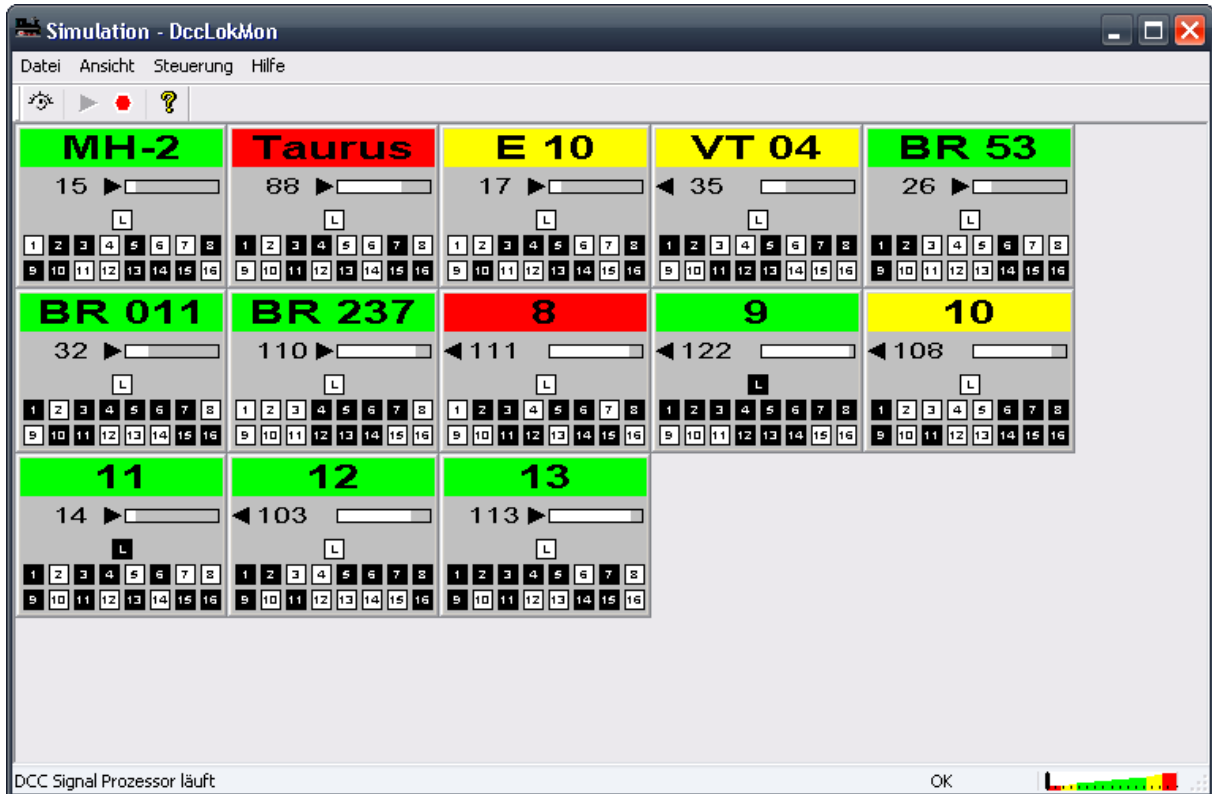 Simulation - DccLokMon
Datei Ansicht Steuerung Hilfe
MH-2 Taurus E 10 VT 04 BR 53
15 88 17 35 26
L L L L L
1 2 3 4 5 6 7 8 1 2 3 4 5 6 7 8 1 2 3 4 5 6 7 8 1 2 3 4 5 6 7 8 1 2 3 4 5 6 7 8
9 10 11 12 13 14 15 16 9 10 11 12 13 14 15 16 9 10 11 12 13 14 15 16 9 10 11 12 13 14 15 16 9 10 11 12 13 14 15 16
BR 011 BR 237 8 9 10
32 110 111 122 108
L L L L L
1 2 3 4 5 6 7 8 1 2 3 4 5 6 7 8 1 2 3 4 5 6 7 8 1 2 3 4 5 6 7 8 1 2 3 4 5 6 7 8
9 10 11 12 13 14 15 16 9 10 11 12 13 14 15 16 9 10 11 12 13 14 15 16 9 10 11 12 13 14 15 16 9 10 11 12 13 14 15 16
11 12 13
14 103 113
L L L
1 2 3 4 5 6 7 8 1 2 3 4 5 6 7 8 1 2 3 4 5 6 7 8
9 10 11 12 13 14 15 16 9 10 11 12 13 14 15 16 9 10 11 12 13 14 15 16
DCC Signal Prozessor läuft OK